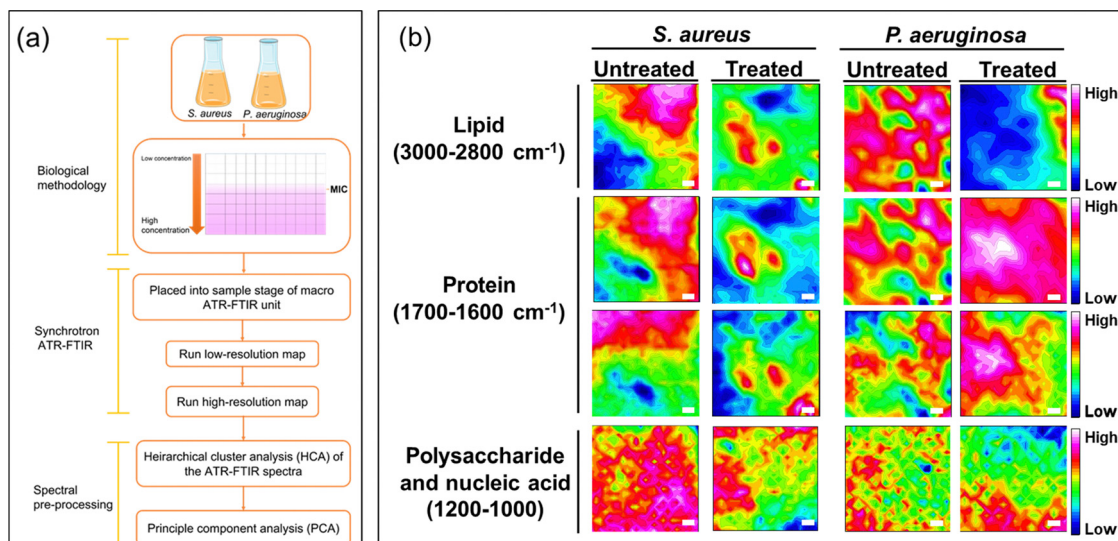 (a)
S. aureus P. aeruginosa
Low concentration
MIC
High
concentration
Biological
methodology
Placed into sample stage of macro
ATR-FTIR unit
Synchrotron
ATR-FTIR
Run low-resolution map
Run high-resolution map
Heirarchical cluster analysis (HCA) of
the ATR-FTIR spectra
Spectral
pre-processing
Principle component analysis (PCA)
(b)
S. aureus P. aeruginosa
Untreated Treated Untreated Treated
Lipid
(3000-2800 cm-1)
High
Low
Protein
(1700-1600 cm-1)
High
Low
High
Low
Polysaccharide
and nucleic acid
(1200-1000)
High
Low